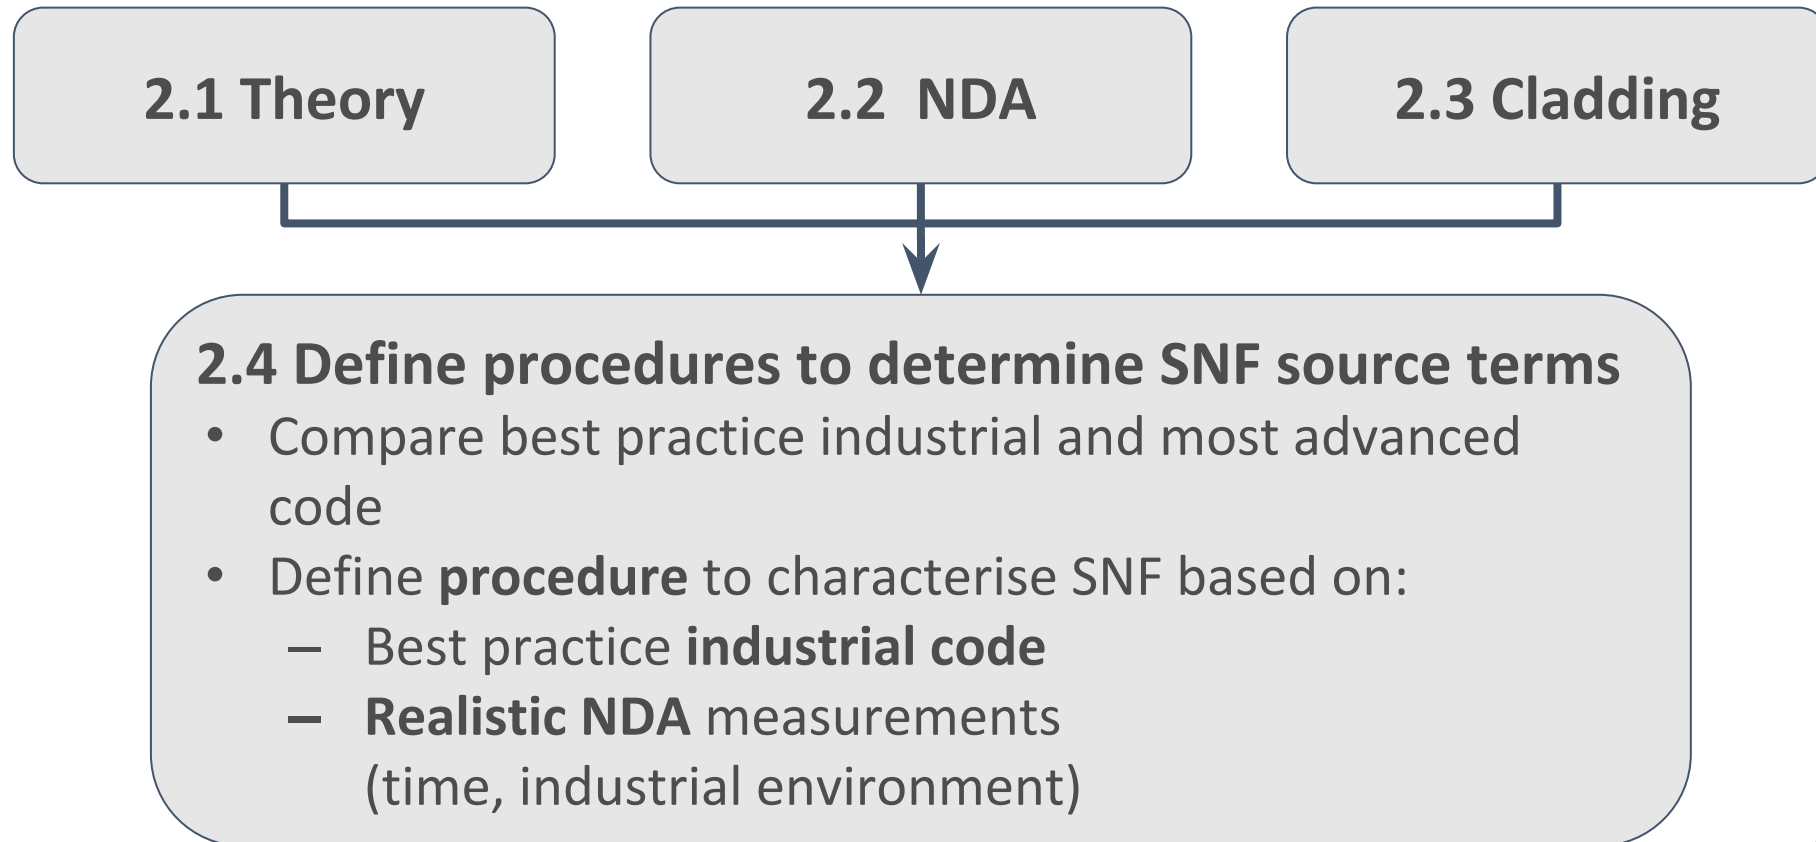 2.1 Theory
2.2 NDA
2.3 Cladding
2.4 Define procedures to determine SNF source terms
• Compare best practice industrial and most advanced
code
• Define procedure to characterise SNF based on:
– Best practice industrial code
– Realistic NDA measurements
(time, industrial environment)